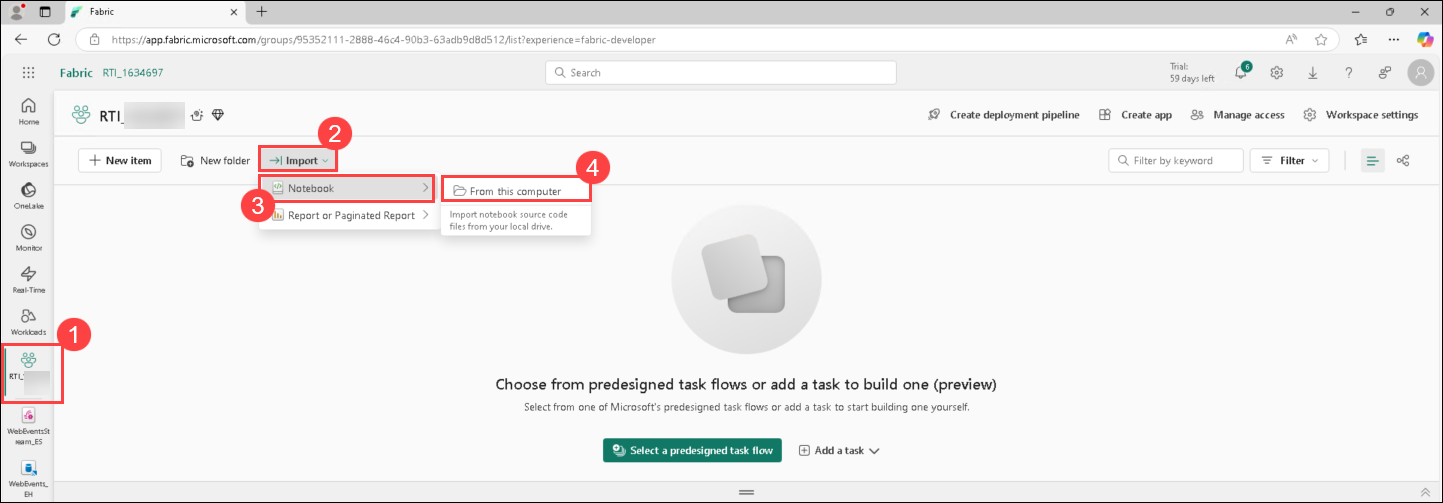 Fabric
https://app.fabric.microsoft.com/groups/95352111-2888-46c4-90b3-63adb9d8d512/list?experience=fabric-developer
Fabric RTI_1634697
Search
Trial:
59 days left
6
Home
Workspaces
OneLake
Monitor
Real-Time
Workloads
1
RTI_
WebEventsSt
ream_ES
WebEvents_
EH
RTI_
Create deployment pipeline
Create app
Manage access
Workspace settings
2
New item
New folder
Import
Filter by keyword
Filter
3
Notebook
Report or Paginated Report
4
From this computer
Import notebook source code
files from your local drive.
Choose from predesigned task flows or add a task to build one (preview)
Select from one of Microsoft's predesigned task flows or add a task to start building one yourself.
Select a predesigned task flow
Add a task